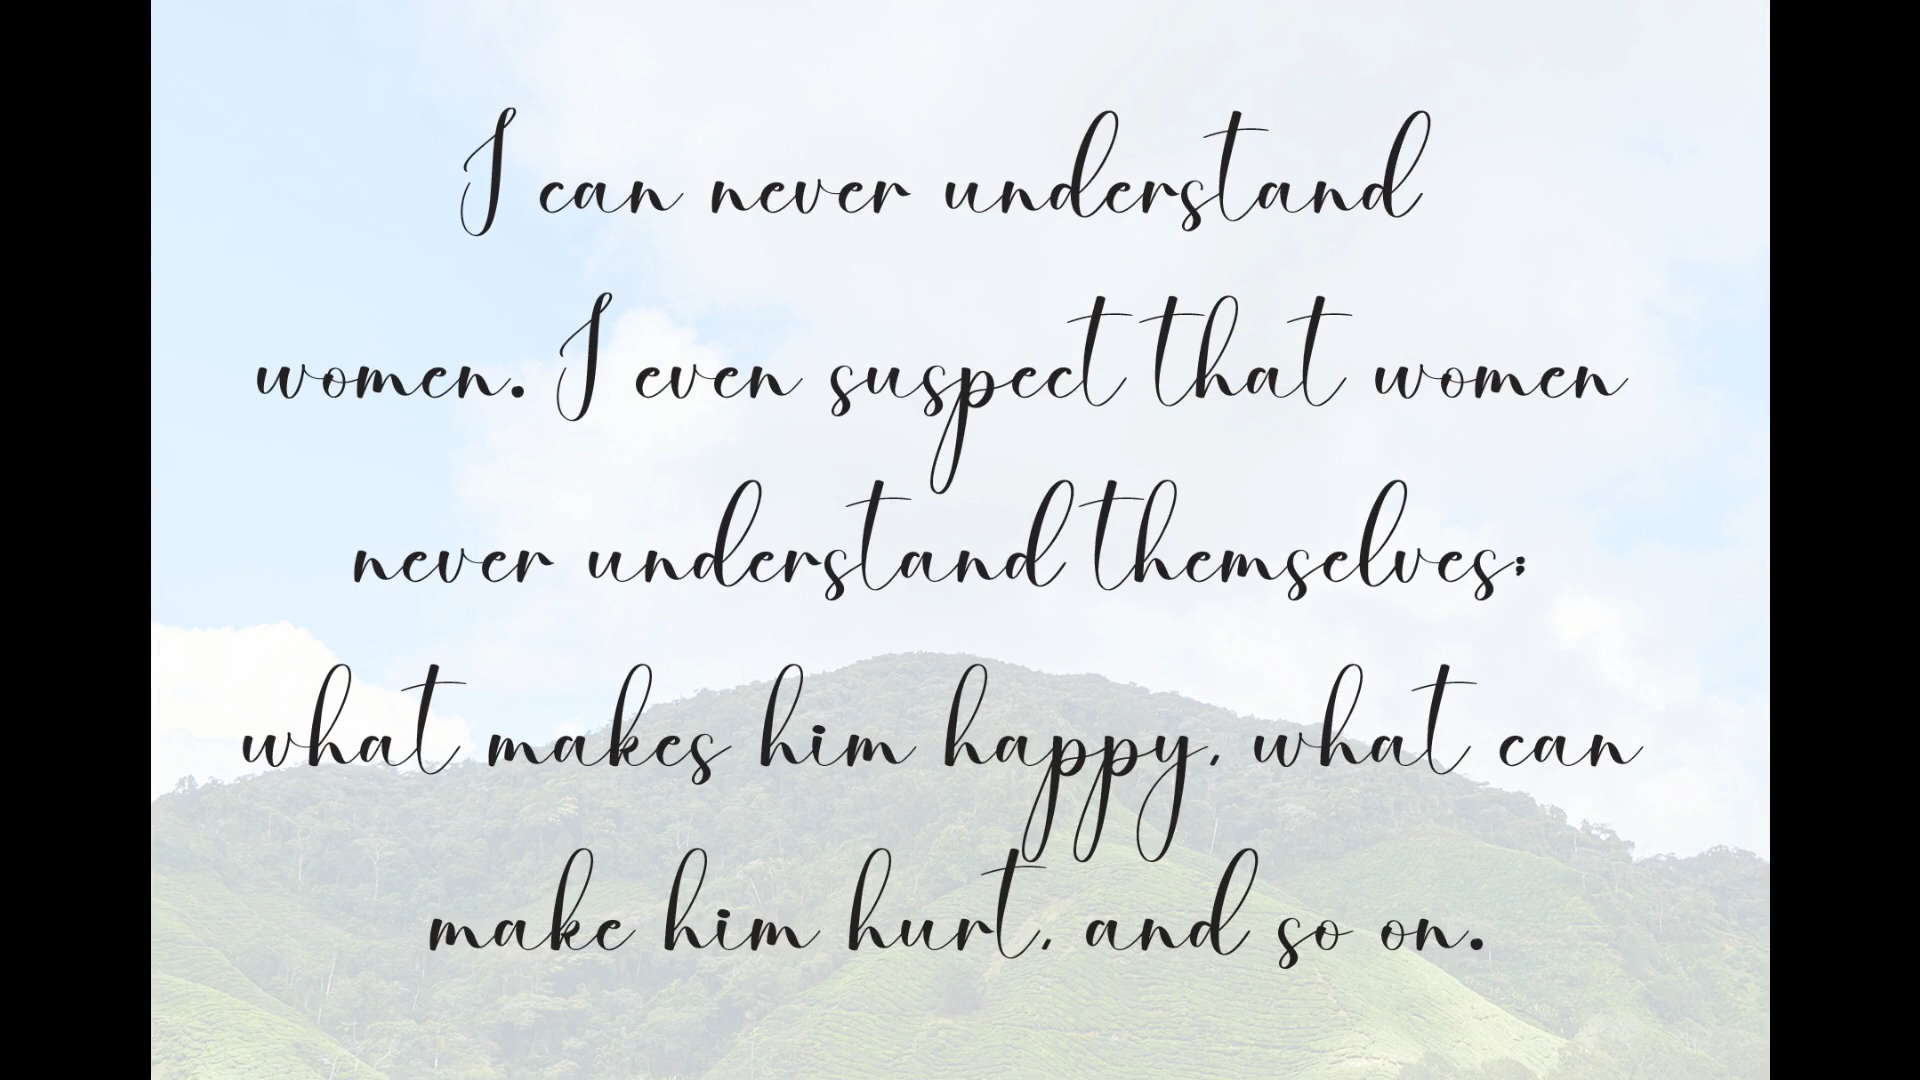 I can never understand
women. I even suspect that women
never understand themselves;
what makes him happy, what can
make him hurt, and so on.